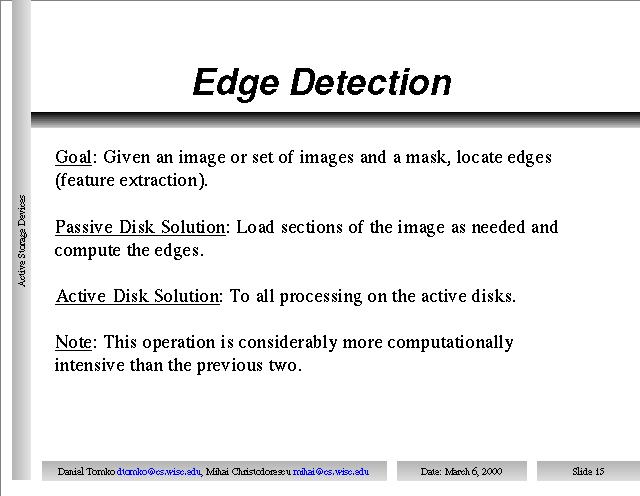 Edge Detection
Goal: Given an image or set of images and a mask, locate edges
(feature extraction).
Passive Disk Solution: Load sections of the image as needed and
compute the edges.
Active Disk Solution: To all processing on the active disks.
Note: This operation is considerably more computationally
intensive than the previous two.
Active Storage Devices
Daniel Tomko dtomko@cs.wisc.edu, Mihai Christodorescu mihai@cs.wisc.edu
Date: March 6, 2000
Slide 15